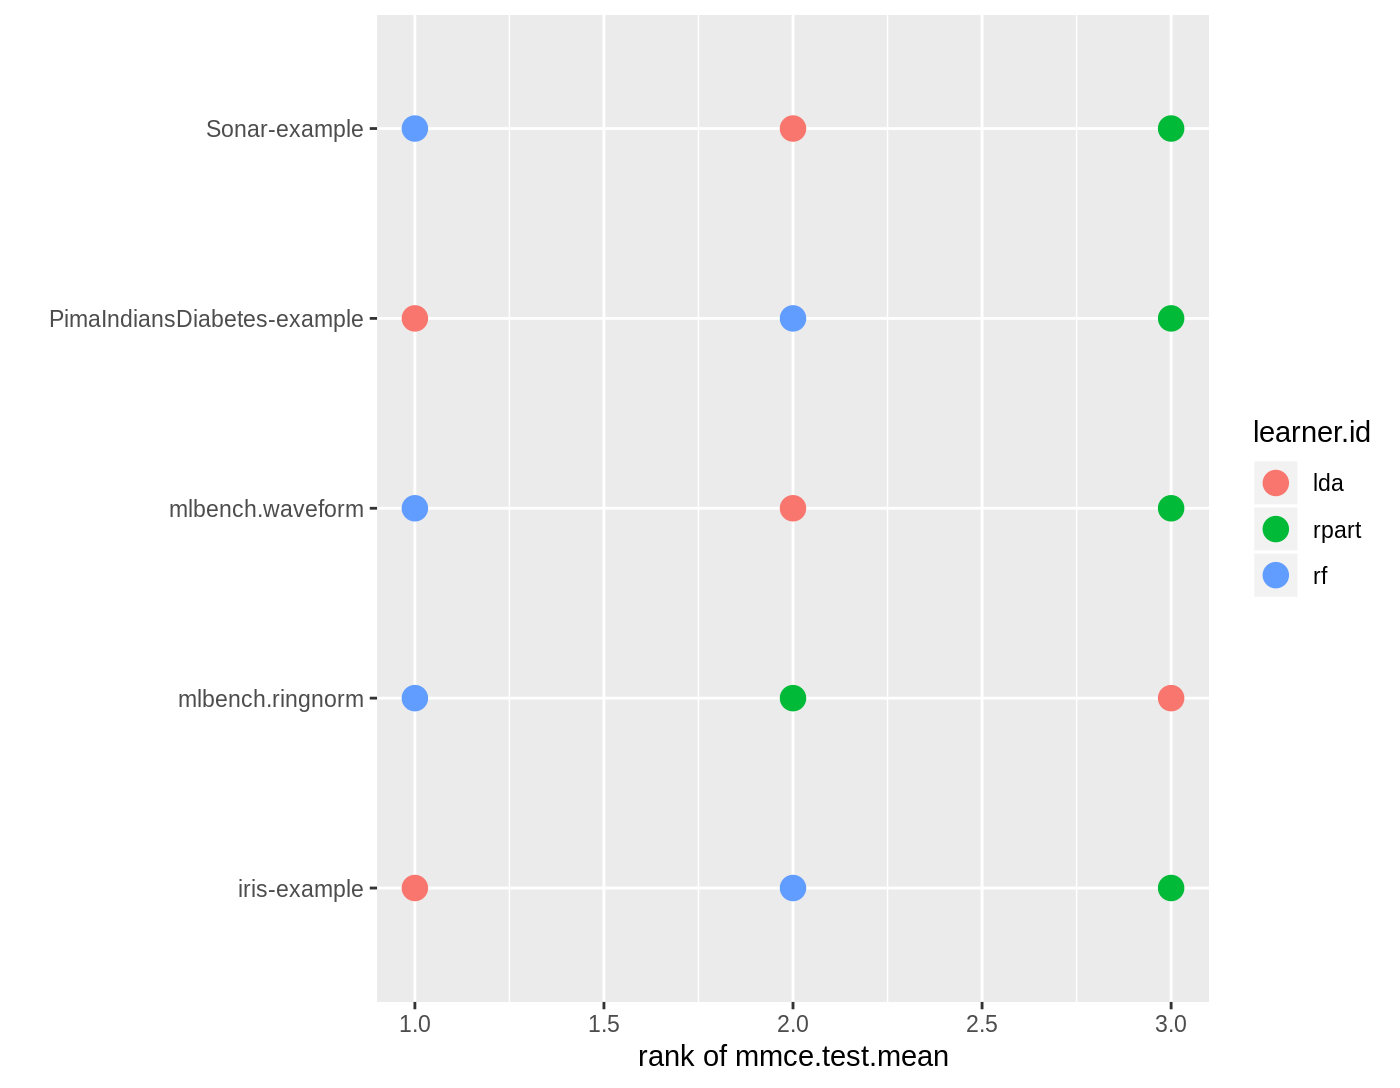 Sonar-example
PimaIndiansDiabetes-example
mlbench.waveform
mlbench.ringnorm
iris-example
1.0 1.5 2.0 2.5 3.0
rank of mmce.test.mean
learner.id
lda
rpart
rf